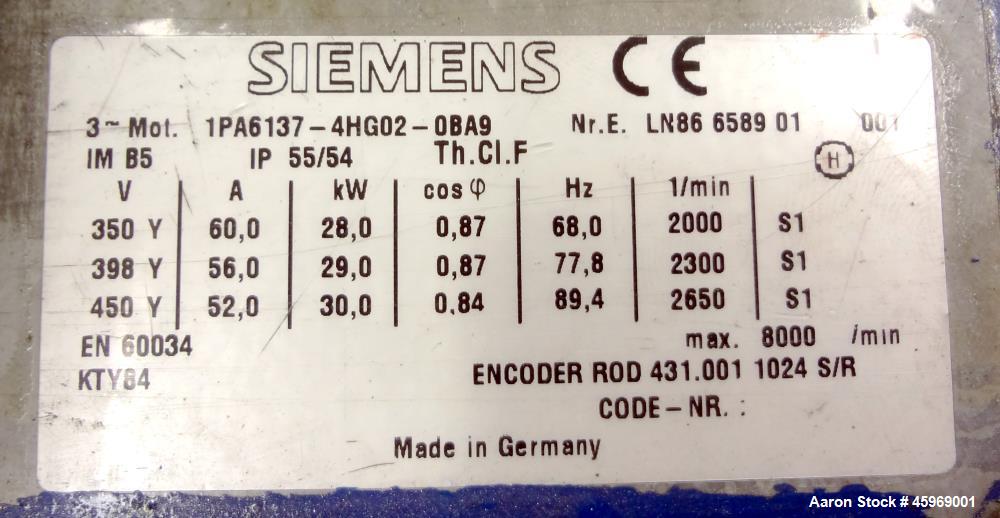 SIEMENS CE
3~ Mot. 1PA6137-4HG02-0BA9 Nr.E. LN86 6589 01 001
IM B5 IP 55/54 Th.Cl.F H
V A kW cos φ Hz 1/min
350 Y 60,0 28,0 0,87 68,0 2000 S1
398 Y 56,0 29,0 0,87 77,8 2300 S1
450 Y 52,0 30,0 0,84 89,4 2650 S1
EN 60034 max. 8000 /min
KTY84 ENCODER ROD 431.001 1024 S/R
CODE-NR. :
Made in Germany
Aaron Stock # 45969001